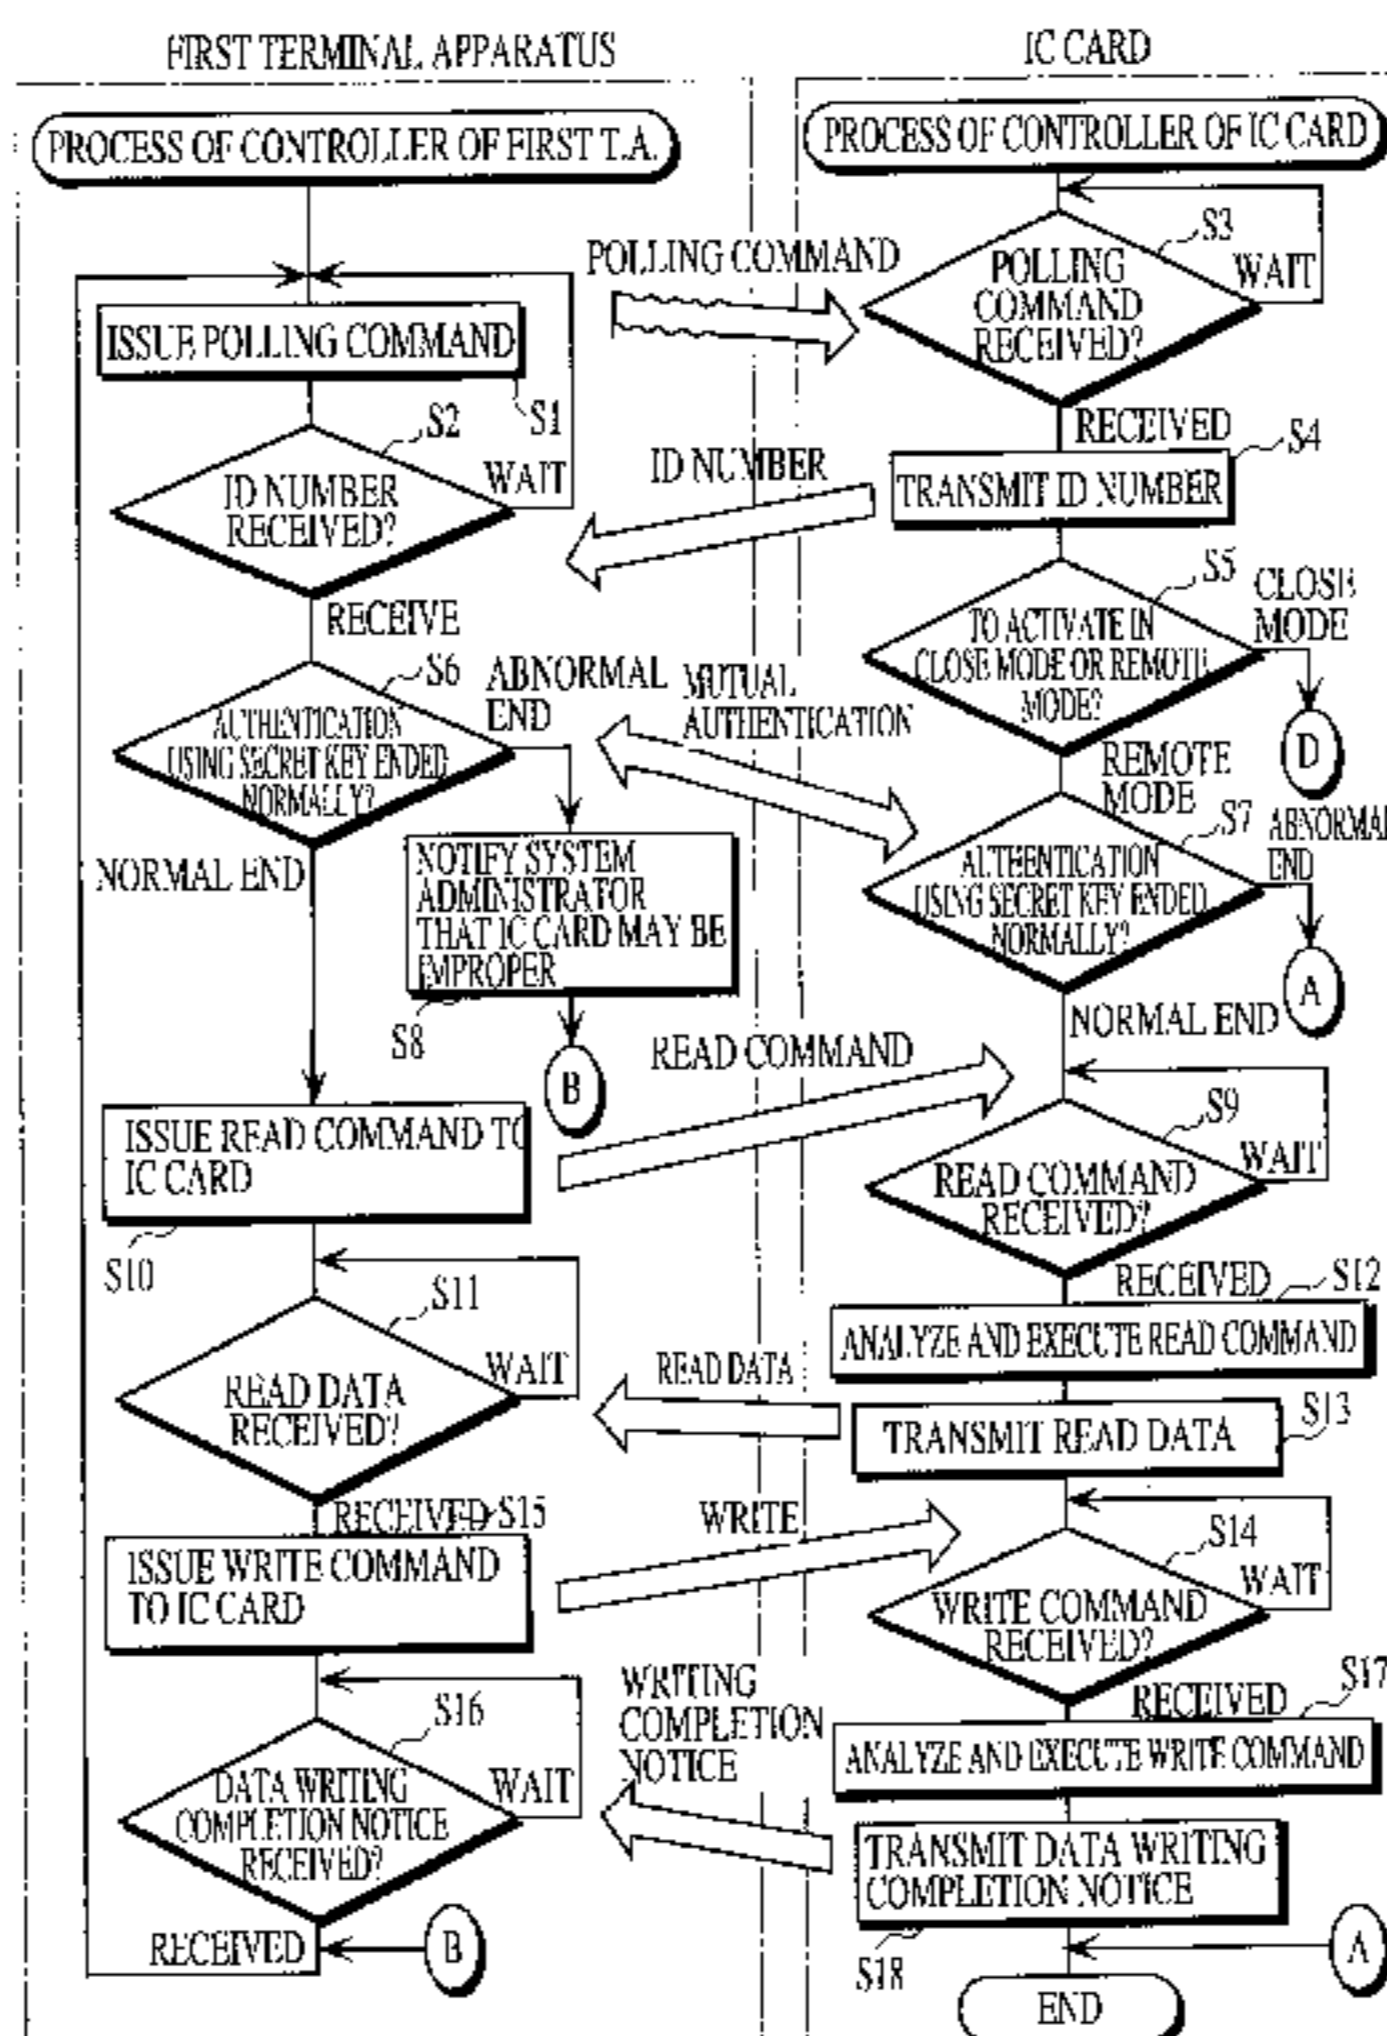 FIRST TERMINAL APPARATUS
IC CARD
PROCESS OF CONTROLLER OF FIRST T.A.
PROCESS OF CONTROLLER OF IC CARD
S3
POLLING COMMAND
POLLING
COMMAND
RECEIVED?
WAIT
ISSUE POLLING COMMAND
S1
RECEIVED
S2
ID NUMBER
RECEIVED?
WAIT
ID NUMBER
S4
TRANSMIT ID NUMBER
RECEIVE
S5
CLOSE
MODE
TO ACTIVATE IN
CLOSE MODE OR REMOTE
MODE?
D
S6
ABNORMAL
END
MUTUAL
AUTHENTICATION
AUTHENTICATION
USING SECRET KEY ENDED
NORMALLY?
REMOTE
MODE
S7
ABNORMAL
END
AUTHENTICATION
USING SECRET KEY ENDED
NORMALLY?
A
NORMAL END
NOTIFY SYSTEM
ADMINISTRATOR
THAT IC CARD MAY BE
IMPROPER
S8
B
NORMAL END
READ COMMAND
S9
WAIT
READ COMMAND
RECEIVED?
ISSUE READ COMMAND TO
IC CARD
S10
RECEIVED
S12
ANALYZE AND EXECUTE READ COMMAND
S11
WAIT
READ DATA
RECEIVED?
READ DATA
S13
TRANSMIT READ DATA
RECEIVED
S15
ISSUE WRITE COMMAND
TO IC CARD
WRITE
S14
WAIT
WRITE COMMAND
RECEIVED?
RECEIVED
S17
ANALYZE AND EXECUTE WRITE COMMAND
WRITING
COMPLETION
NOTICE
S16
WAIT
DATA WRITING
COMPLETION NOTICE
RECEIVED?
TRANSMIT DATA WRITING
COMPLETION NOTICE
S18
RECEIVED
B
A
END